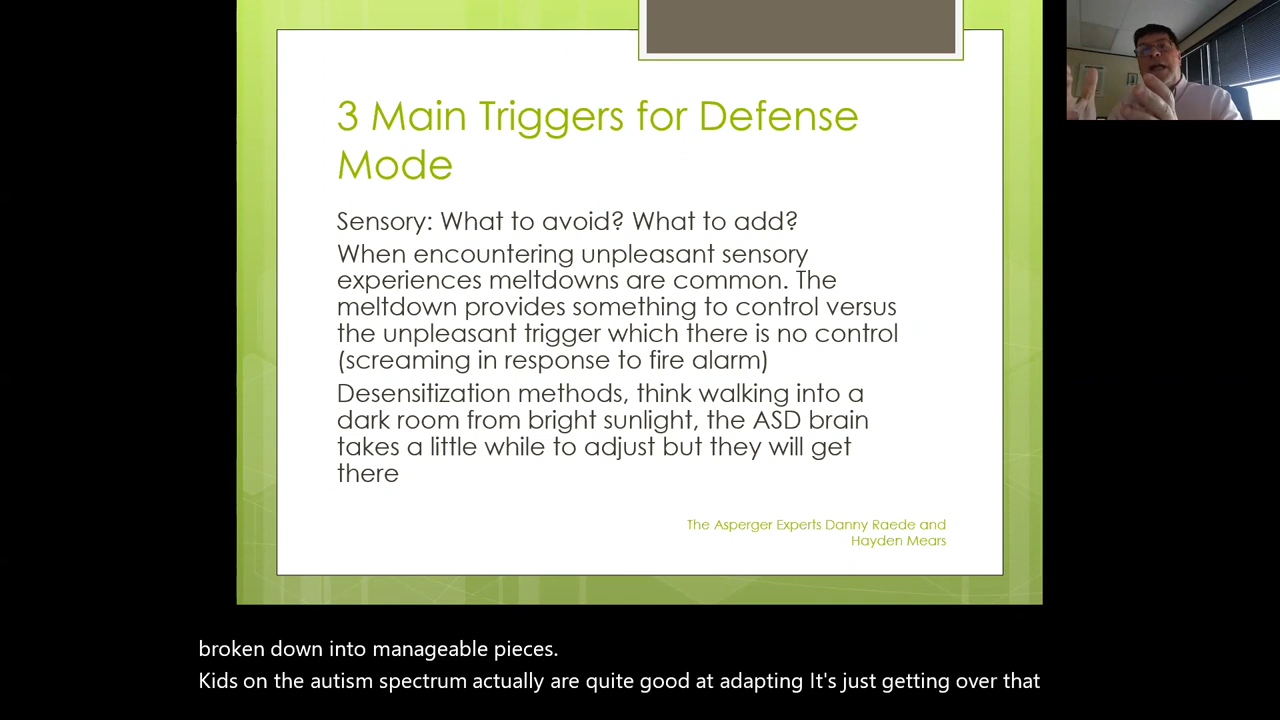 3 Main Triggers for Defense
Mode
Sensory: What to avoid? What to add?
When encountering unpleasant sensory
experiences meltdowns are common. The
meltdown provides something to control versus
the unpleasant trigger which there is no control
(screaming in response to fire alarm)
Desensitization methods, think walking into a
dark room from bright sunlight, the ASD brain
takes a little while to adjust but they will get
there
The Asperger Experts Danny Raede and
Hayden Mears
broken down into manageable pieces.
Kids on the autism spectrum actually are quite good at adapting It's just getting over that